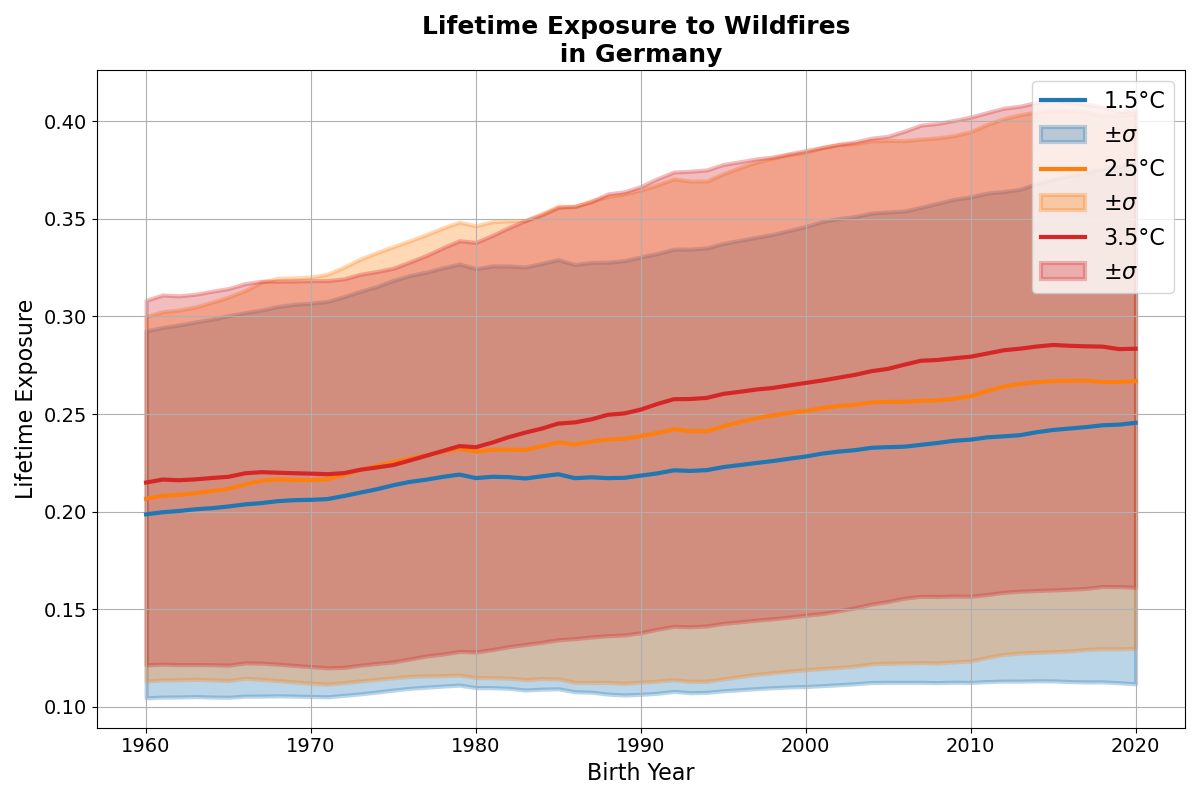 Lifetime Exposure to Wildfires
in Germany
Lifetime Exposure
0.40
0.35
0.30
0.25
0.20
0.15
0.10
1.5°C
±σ
2.5°C
±σ
3.5°C
±σ
1960 1970 1980 1990 2000 2010 2020
Birth Year